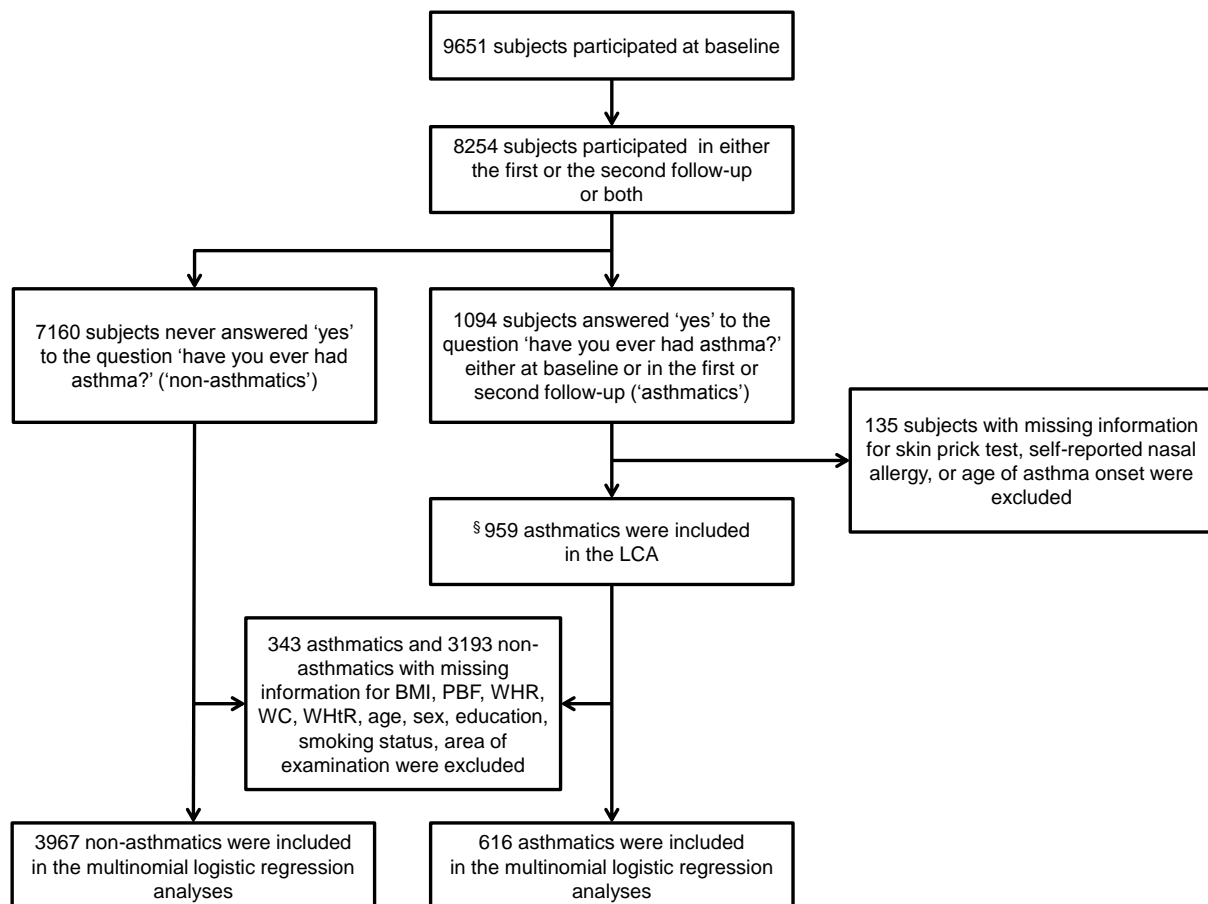 9651 subjects participated at baseline
8254 subjects participated in either
the first or the second follow-up
or both
7160 subjects never answered ‘yes’
to the question ‘have you ever had
asthma?’ (‘non-asthmatics’)
1094 subjects answered ‘yes’ to the
question ‘have you ever had asthma?’
either at baseline or in the first or
second follow-up (‘asthmatics’)
135 subjects with missing information
for skin prick test, self-reported nasal
allergy, or age of asthma onset were
excluded
§ 959 asthmatics were included
in the LCA
343 asthmatics and 3193 non-
asthmatics with missing
information for BMI, PBF, WHR,
WC, WHtR, age, sex, education,
smoking status, area of
examination were excluded
3967 non-asthmatics were included
in the multinomial logistic regression
analyses
616 asthmatics were included
in the multinomial logistic regression
analyses